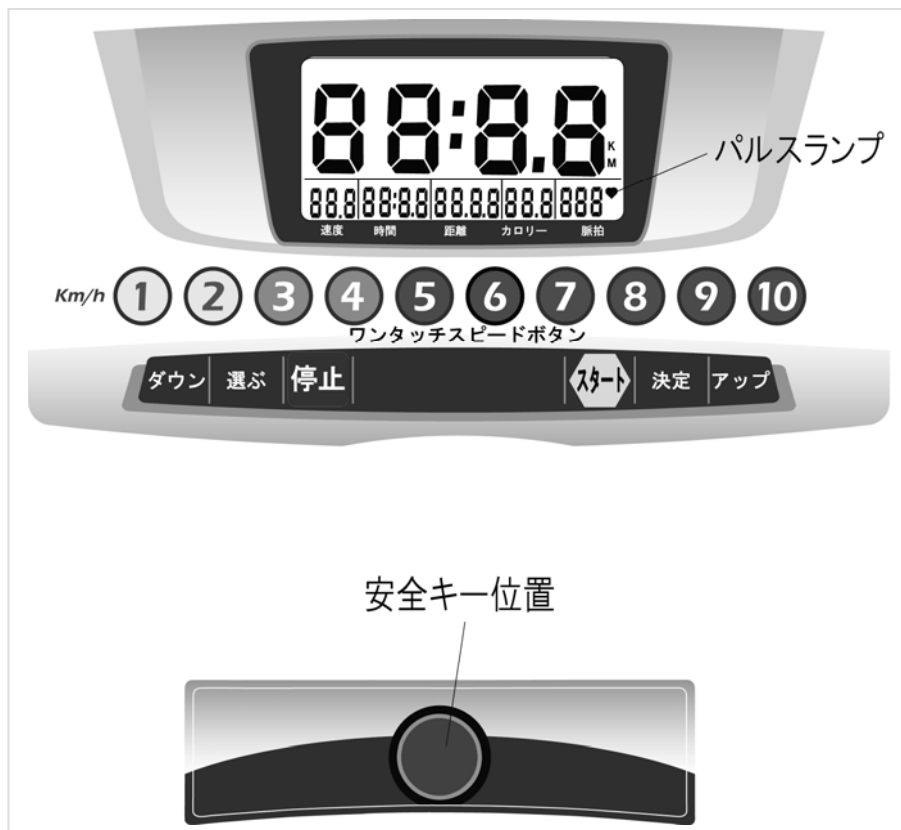 88:8.8
KM
パルスランプ
88.8 88:8.8 88.8.8 88.8 888
速度 時間 距離 カロリー 脈拍
Km/h 1 2 3 4 5 6 7 8 9 10
ワンタッチスピードボタン
ダウン 選ぶ 停止 スタート 決定 アップ
安全キー位置